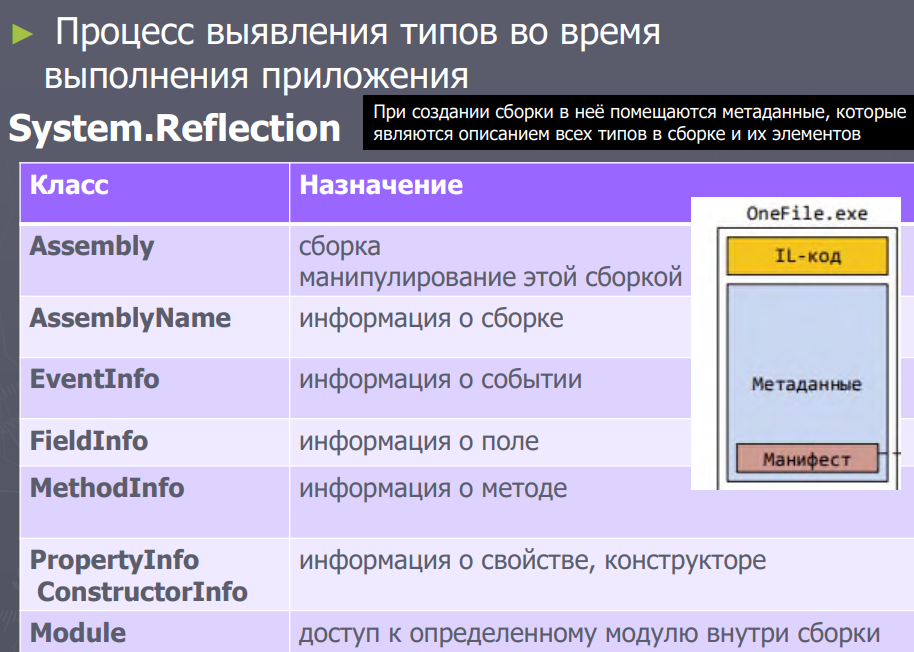 ► Процесс выявления типов во время
выполнения приложения
System.Reflection
При создании сборки в неё помещаются метаданные, которые
являются описанием всех типов в сборке и их элементов
Класс Назначение
Assembly сборка
манипулирование этой сборкой
AssemblyName информация о сборке
EventInfo информация о событии
FieldInfo информация о поле
MethodInfo информация о методе
PropertyInfo информация о свойстве, конструкторе
ConstructorInfo
Module доступ к определенному модулю внутри сборки
OneFile.exe
IL-код
Метаданные
Манифест